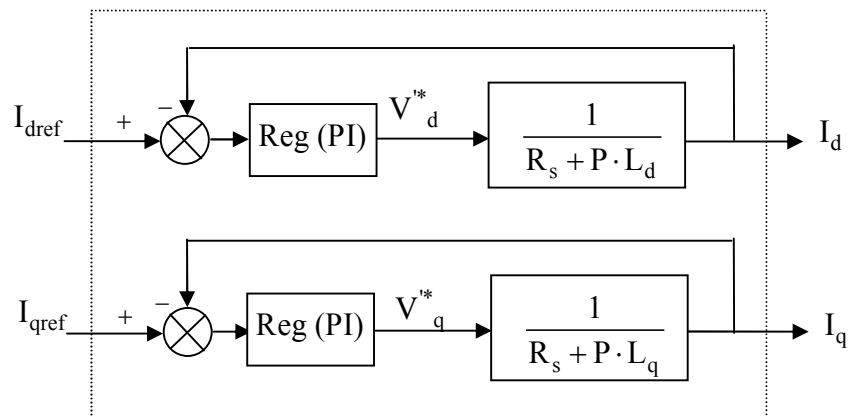 I_dref
+
−
Reg (PI)
V'*_d
1
R_s + P · L_d
I_d
I_qref
+
−
Reg (PI)
V'*_q
1
R_s + P · L_q
I_q